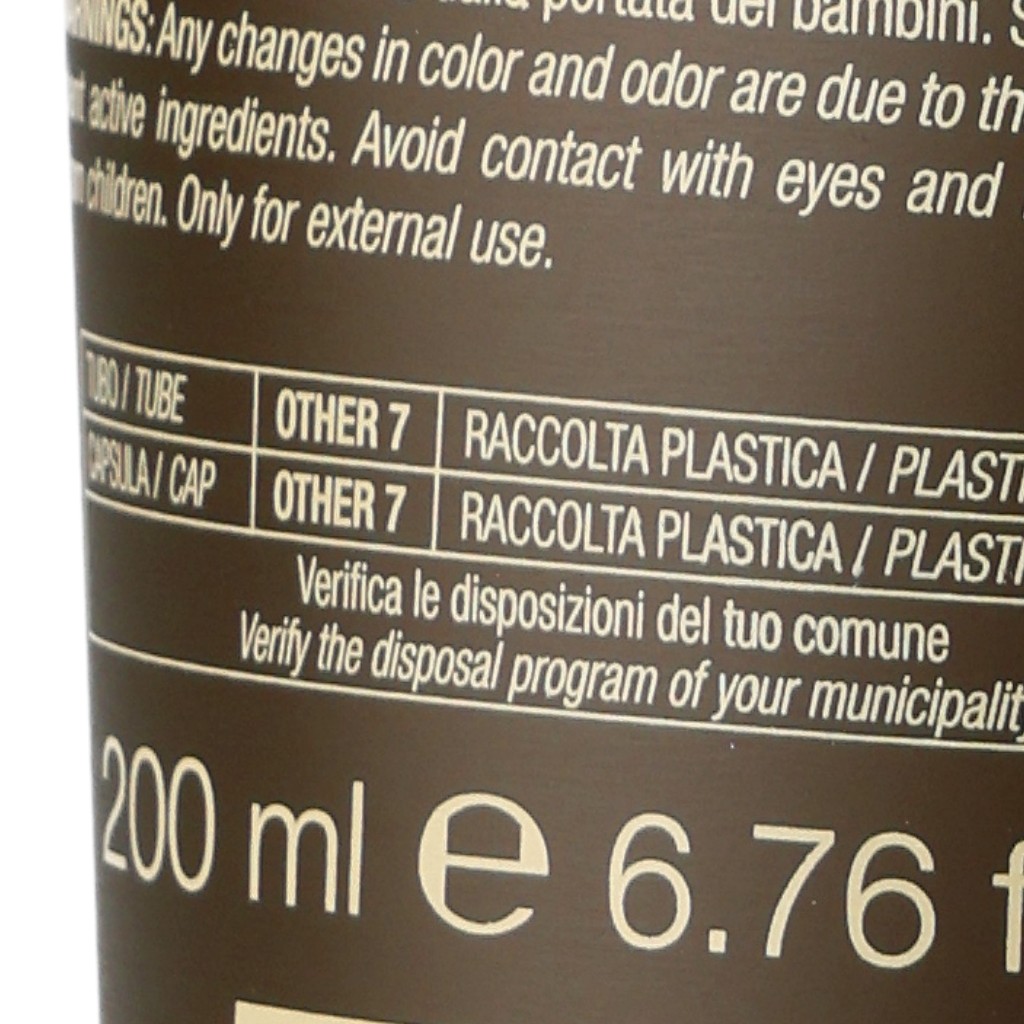 portata dei bambini.
WARNINGS: Any changes in color and odor are due to
active ingredients. Avoid contact with eyes and
children. Only for external use.
TUBO / TUBE OTHER 7 RACCOLTA PLASTICA / PLASTI
CAPSULA / CAP OTHER 7 RACCOLTA PLASTICA / PLASTI
Verifica le disposizioni del tuo comune
Verify the disposal program of your municipality
200 ml e 6.76 f